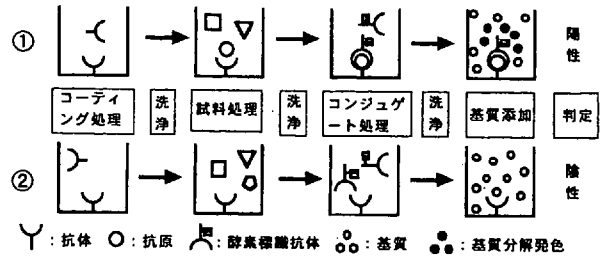 ①
陽性
コーティング処理
洗浄
試料処理
洗浄
コンジュゲート処理
洗浄
基質添加
判定
②
陰性
:抗体 :抗原 :酵素標識抗体 :基質 :基質分解発色